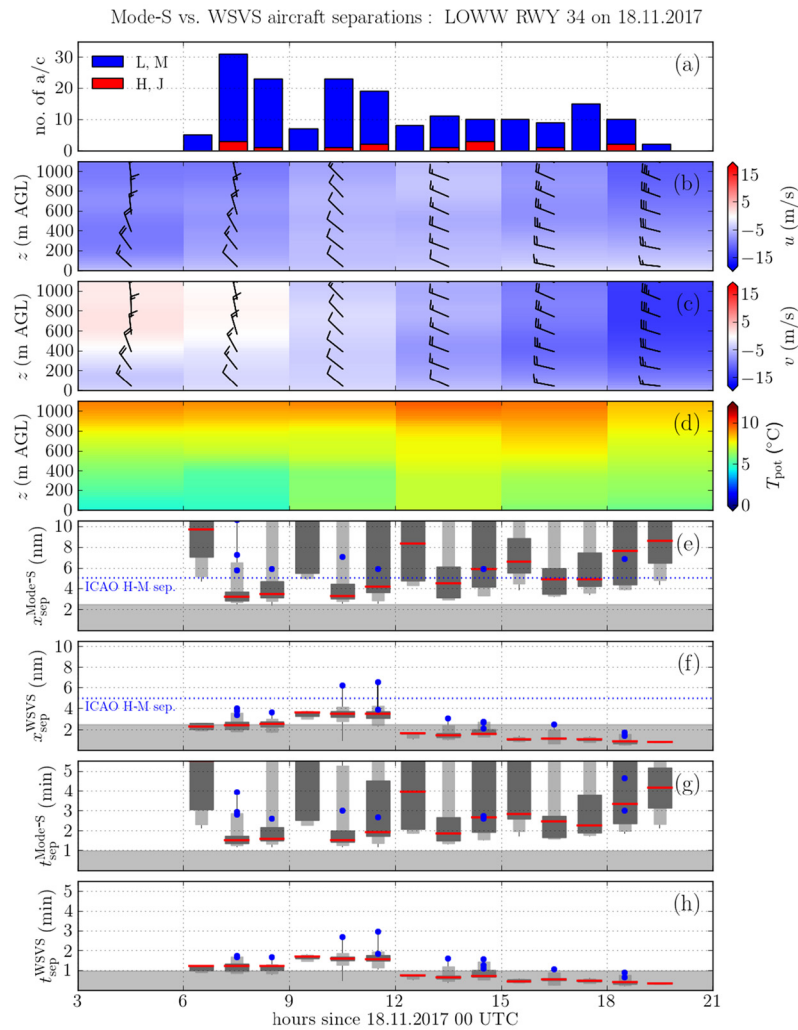 Mode-S vs. WSVS aircraft separations : LOWW RWY 34 on 18.11.2017
no. of a/c
30
20
10
0
L, M
H, J
(a)
z (m AGL)
1000
800
600
400
200
0
(b)
15
5
−5
−15
u (m/s)
z (m AGL)
1000
800
600
400
200
0
(c)
15
5
−5
−15
v (m/s)
z (m AGL)
1000
800
600
400
200
0
(d)
10
5
0
Tpot (°C)
xsep Mode-S (nm)
10
8
6
4
2
ICAO H-M sep.
(e)
xsep WSVS (nm)
10
8
6
4
2
ICAO H-M sep.
(f)
tsep Mode-S (min)
5
4
3
2
1
(g)
tsep WSVS (min)
5
4
3
2
1
(h)
3 6 9 12 15 18 21
hours since 18.11.2017 00 UTC